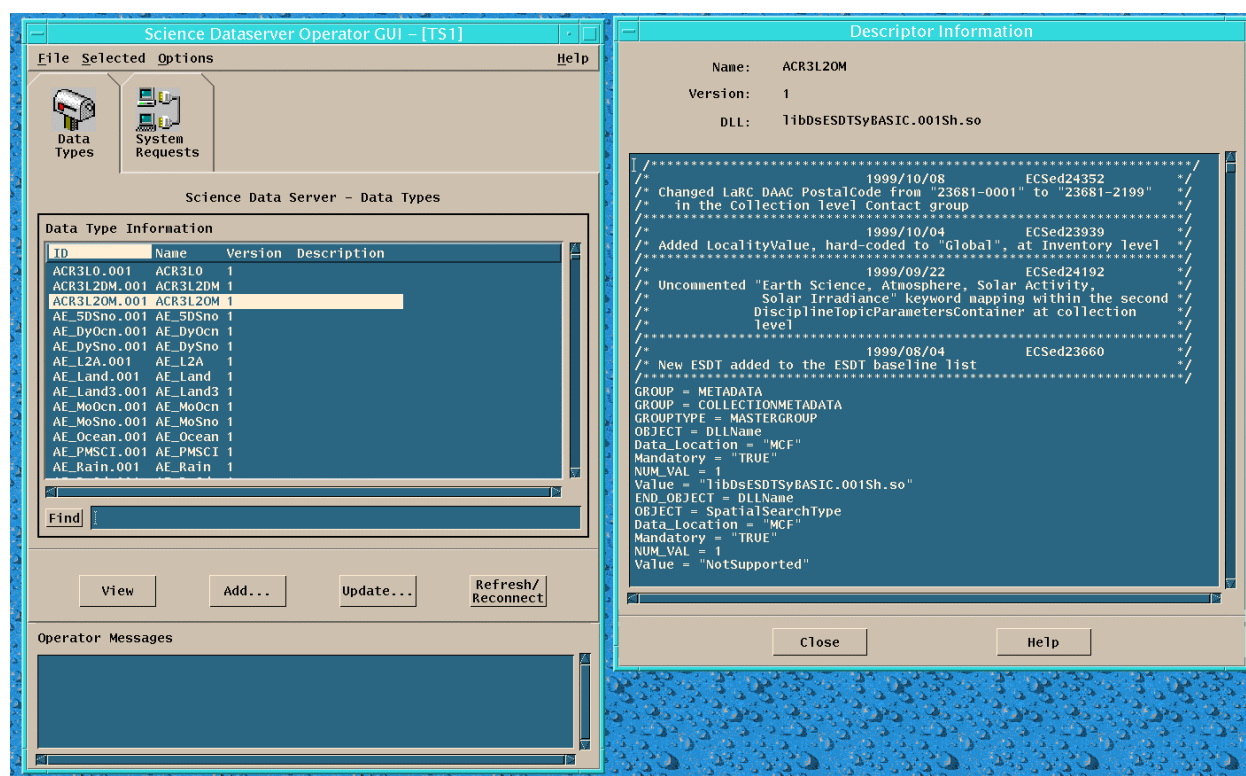 Science Dataserver Operator GUI – [TS1]
File Selected Options Help
Data Types
System Requests
Science Data Server – Data Types
Data Type Information
ID Name Version Description
ACR3L0.001 ACR3L0 1
ACR3L2DM.001 ACR3L2DM 1
ACR3L2OM.001 ACR3L2OM 1
AE_5DSno.001 AE_5DSno 1
AE_DyOcn.001 AE_DyOcn 1
AE_DySno.001 AE_DySno 1
AE_L2A.001 AE_L2A 1
AE_Land.001 AE_Land 1
AE_Land3.001 AE_Land3 1
AE_MoOcn.001 AE_MoOcn 1
AE_MoSno.001 AE_MoSno 1
AE_Ocean.001 AE_Ocean 1
AE_PMSCI.001 AE_PMSCI 1
AE_Rain.001 AE_Rain 1
Find
View Add... Update... Refresh/
Reconnect
Operator Messages
Descriptor Information
Name: ACR3L2OM
Version: 1
DLL: libDsESDTSyBASIC.001Sh.so
/********************************************************************/
/* 1999/10/08 ECSed24352 */
/* Changed LaRC DAAC PostalCode from "23681-0001" to "23681-2199" */
/* in the Collection level Contact group */
/********************************************************************/
/* 1999/10/04 ECSed23939 */
/* Added LocalityValue, hard-coded to "Global", at Inventory level */
/********************************************************************/
/* 1999/09/22 ECSed24192 */
/* Uncommented "Earth Science, Atmosphere, Solar Activity, */
/* Solar Irradiance" keyword mapping within the second */
/* DisciplineTopicParametersContainer at collection */
/* level */
/********************************************************************/
/* 1999/08/04 ECSed23660 */
/* New ESDT added to the ESDT baseline list */
/********************************************************************/
GROUP = METADATA
GROUP = COLLECTIONMETADATA
GROUPTYPE = MASTERGROUP
OBJECT = DLLName
Data_Location = "MCF"
Mandatory = "TRUE"
NUM_VAL = 1
Value = "libDsESDTSyBASIC.001Sh.so"
END_OBJECT = DLLName
OBJECT = SpatialSearchType
Data_Location = "MCF"
Mandatory = "TRUE"
NUM_VAL = 1
Value = "NotSupported"
Close Help